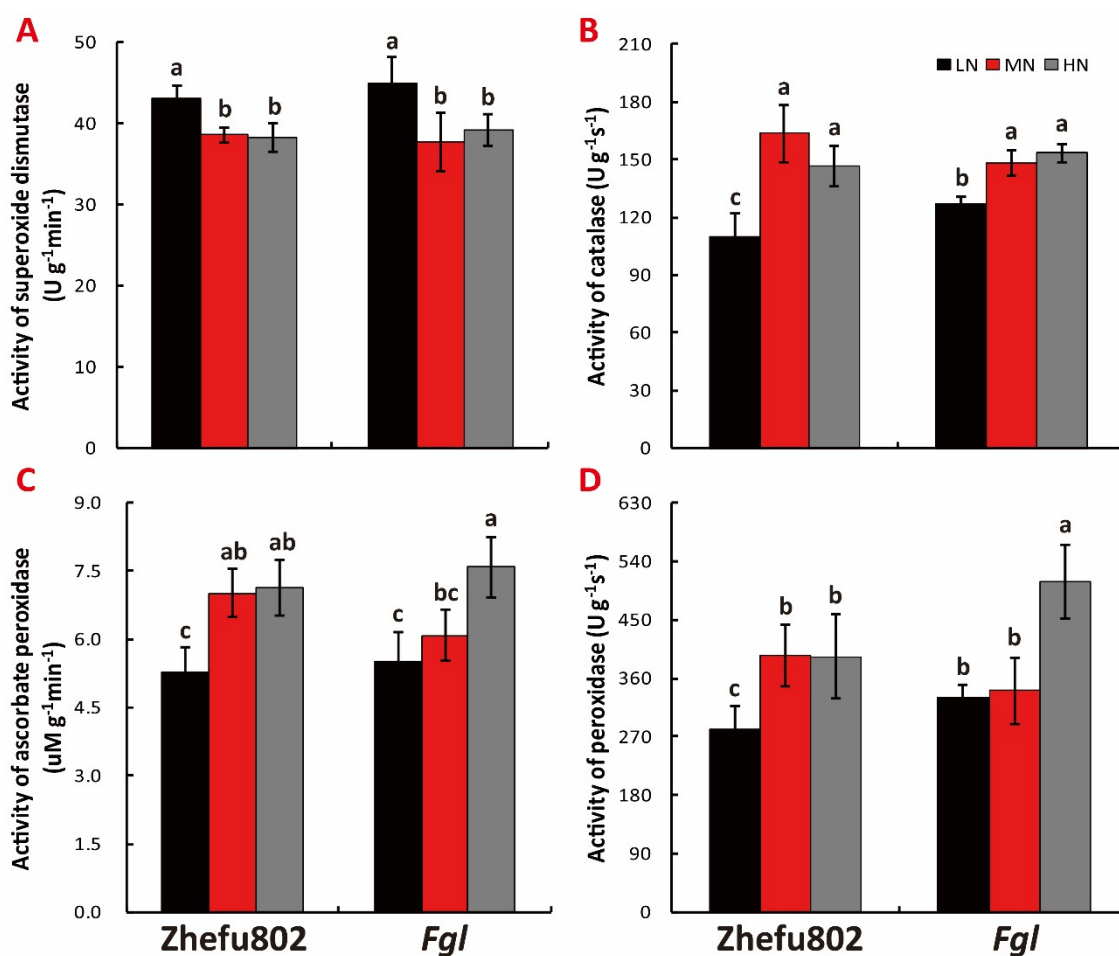 A
Activity of superoxide dismutase
(U g⁻¹min⁻¹)
50
40
30
20
10
0
a
b
b
a
b
b
B
Activity of catalase (U g⁻¹s⁻¹)
210
180
150
120
90
60
30
0
LN MN HN
c
a
a
b
a
a
C
Activity of ascorbate peroxidase
(uM g⁻¹min⁻¹)
9.0
7.5
6.0
4.5
3.0
1.5
0.0
c
ab
ab
c
bc
a
Zhefu802 Fgl
D
Activity of peroxidase (U g⁻¹s⁻¹)
630
540
450
360
270
180
90
0
c
b
b
b
b
a
Zhefu802 Fgl